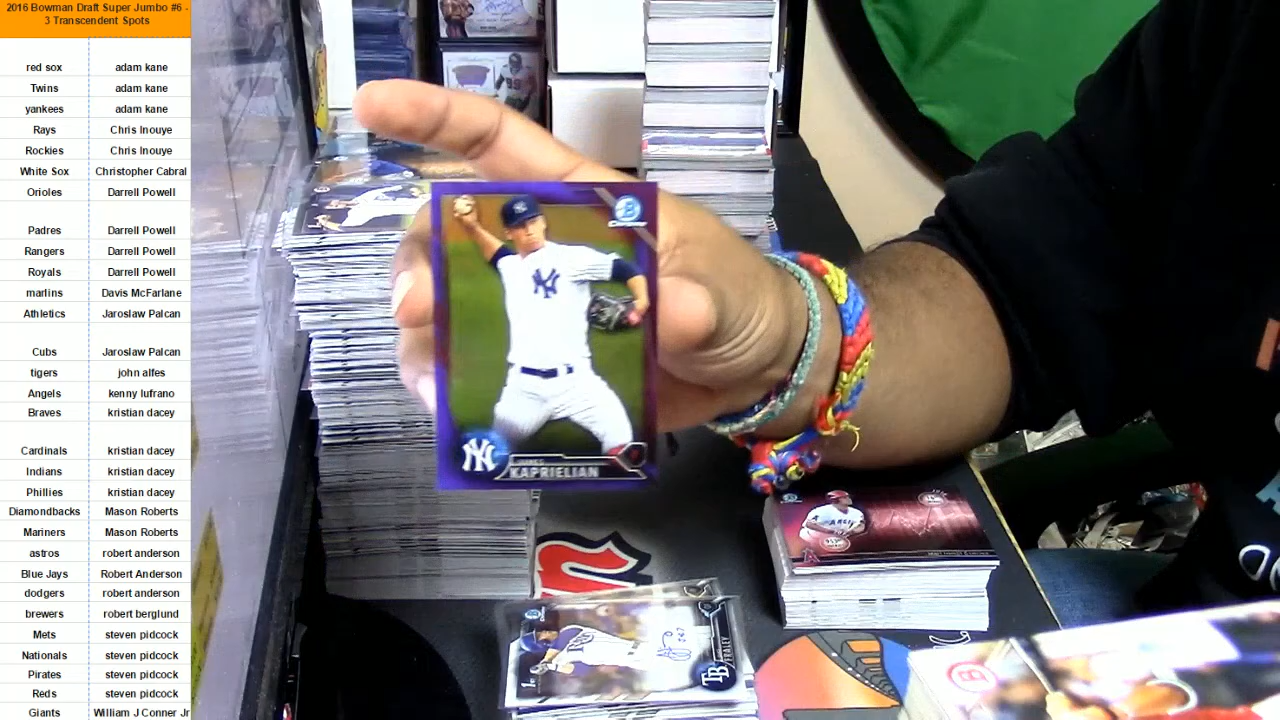 2016 Bowman Draft Super Jumbo #6 -
3 Transcendent Spots
red sox adam kane
Twins adam kane
yankees adam kane
Rays Chris Inouye
Rockies Chris Inouye
White Sox Christopher Cabral
Orioles Darrell Powell
Padres Darrell Powell
Rangers Darrell Powell
Royals Darrell Powell
marlins Davis McFarlane
Athletics Jaroslaw Palcan
Cubs Jaroslaw Palcan
tigers john alfes
Angels kenny lufrano
Braves kristian dacey
Cardinals kristian dacey
Indians kristian dacey
Phillies kristian dacey
Diamondbacks Mason Roberts
Mariners Mason Roberts
astros robert anderson
Blue Jays Robert Anderson
dodgers robert anderson
brewers robert bergland
Mets steven pidcock
Nationals steven pidcock
Pirates steven pidcock
Reds steven pidcock
Giants William J Conner Jr
NY
NY
JAMES
KAPRIELIAN
TB
B